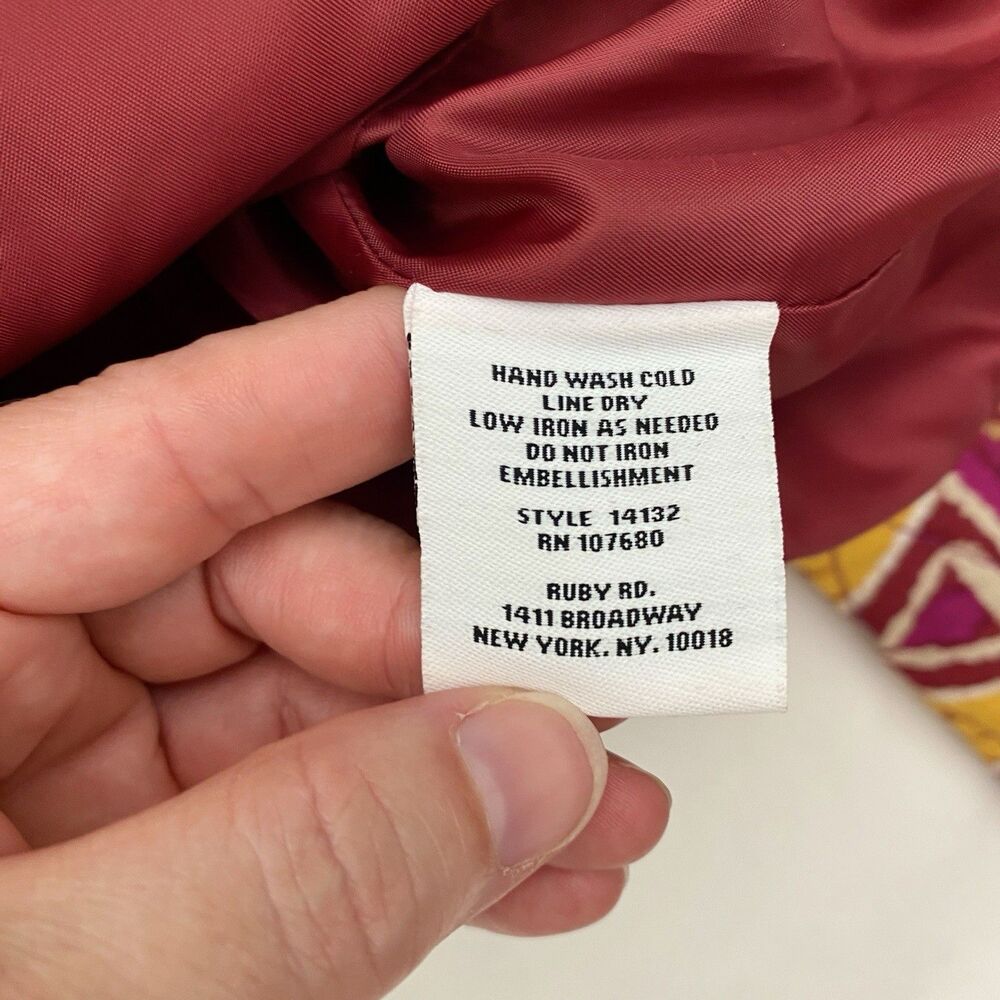 HAND WASH COLD
LINE DRY
LOW IRON AS NEEDED
DO NOT IRON
EMBELLISHMENT
STYLE 14132
RN 107680
RUBY RD.
1411 BROADWAY
NEW YORK. NY. 10018